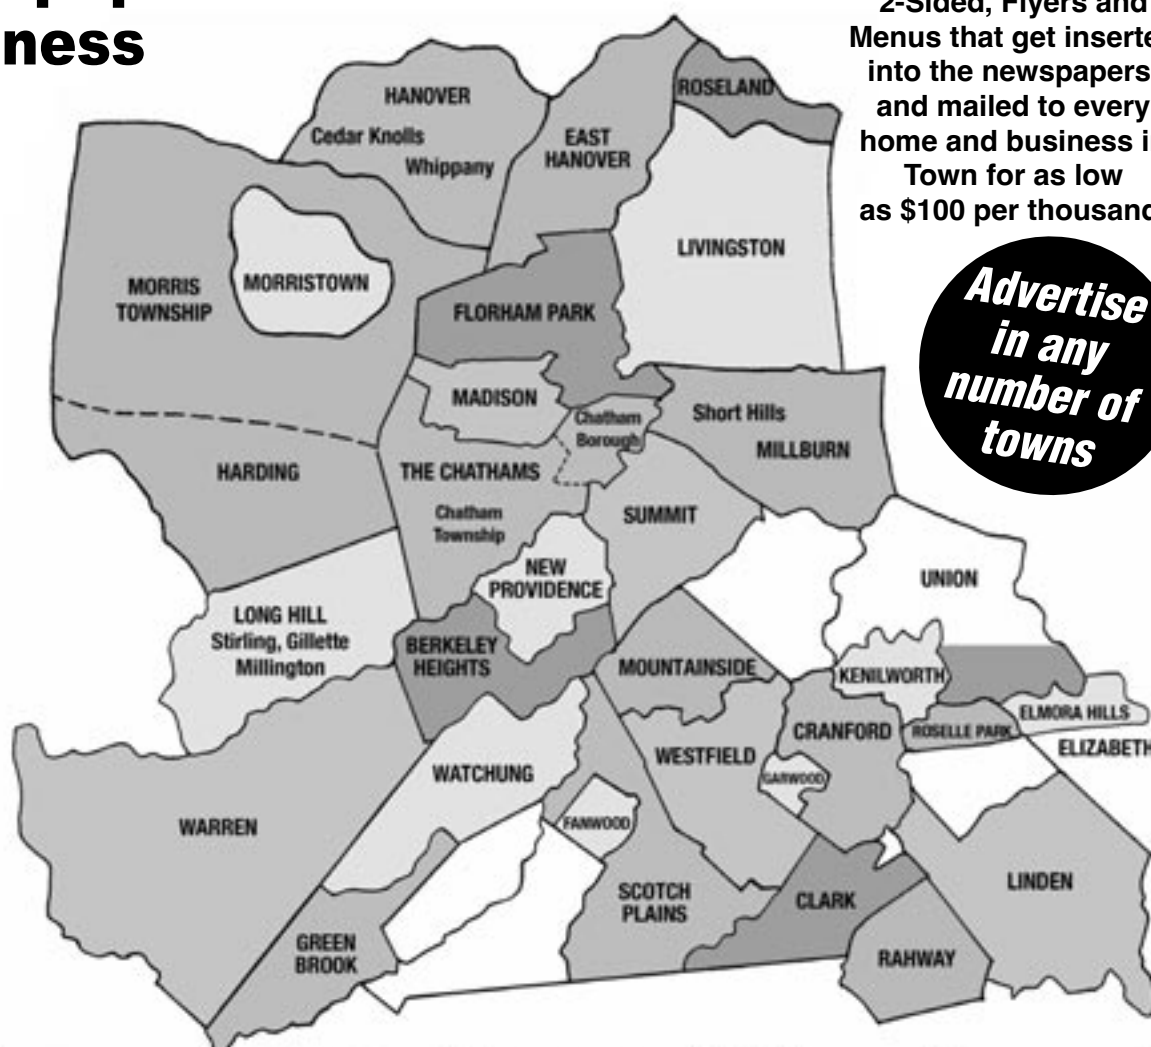 ness
2-Sided, Flyers and
Menus that get inserte
into the newspapers
and mailed to every
home and business i
Town for as low
as $100 per thousand
Advertise
in any
number of
towns
HANOVER
Cedar Knolls
Whippany
EAST
HANOVER
ROSELAND
LIVINGSTON
MORRIS
TOWNSHIP
MORRISTOWN
FLORHAM PARK
MADISON
Chatham
Borough
Short Hills
MILLBURN
HARDING
THE CHATHAMS
Chatham
Township
SUMMIT
NEW
PROVIDENCE
UNION
LONG HILL
Stirling, Gillette
Millington
BERKELEY
HEIGHTS
MOUNTAINSIDE
KENILWORTH
ELMORA HILLS
ROSELLE PARK
CRANFORD
ELIZABETH
WESTFIELD
GARWOOD
WATCHUNG
WARREN
FANWOOD
SCOTCH
PLAINS
CLARK
LINDEN
GREEN
BROOK
RAHWAY